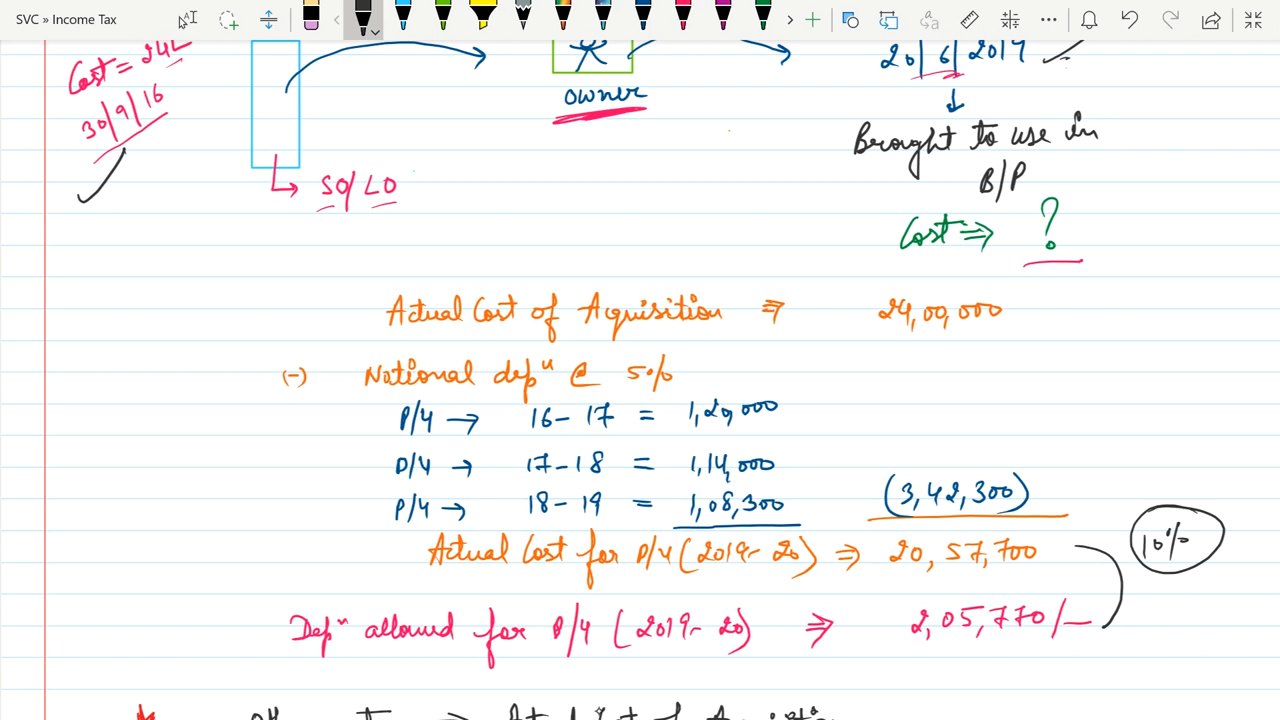 SVC » Income Tax
Cost = 24L
30/9/16
owner
20/6/2019
Brought to use in
B/P
SO/LO
Cost ⇒ ?
Actual Cost of Aquisition ⇒ 24,00,000
(-) Notional depⁿ @ 5%
P/Y → 16-17 = 1,20,000
P/Y → 17-18 = 1,14,000
P/Y → 18-19 = 1,08,300 (3,42,300)
Actual Cost for P/Y (2019-20) ⇒ 20,57,700
10%
Depⁿ allowed for P/Y (2019-20) ⇒ 2,05,770/-